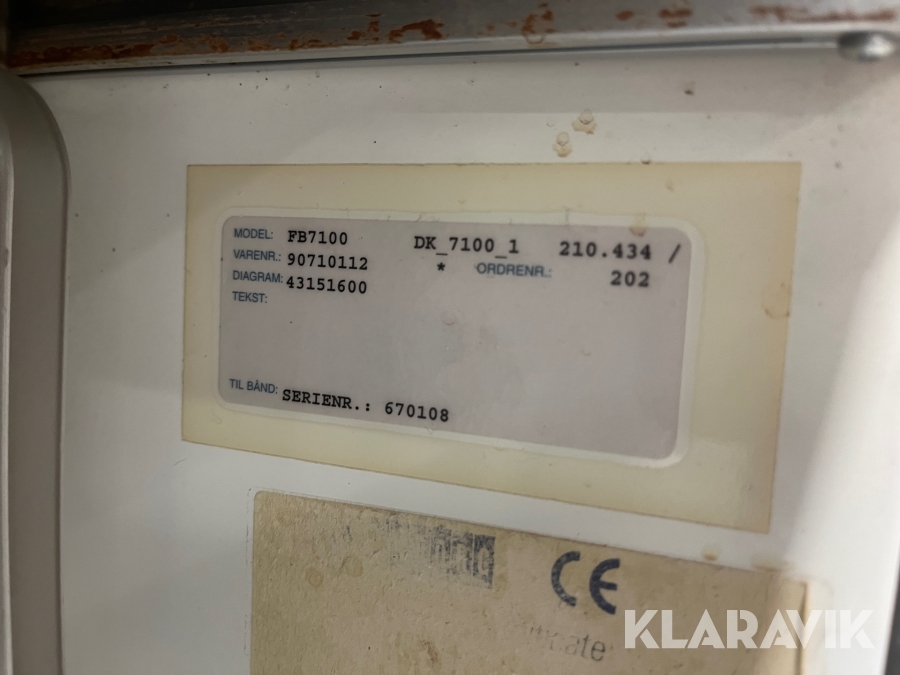 MODEL: FB7100 DK_7100_1 210.434 /
VARENR.: 90710112 * ORDRENR.: 202
DIAGRAM: 43151600
TEKST:
TIL BÅND: SERIENR.: 670108
CE
KLARAVIK